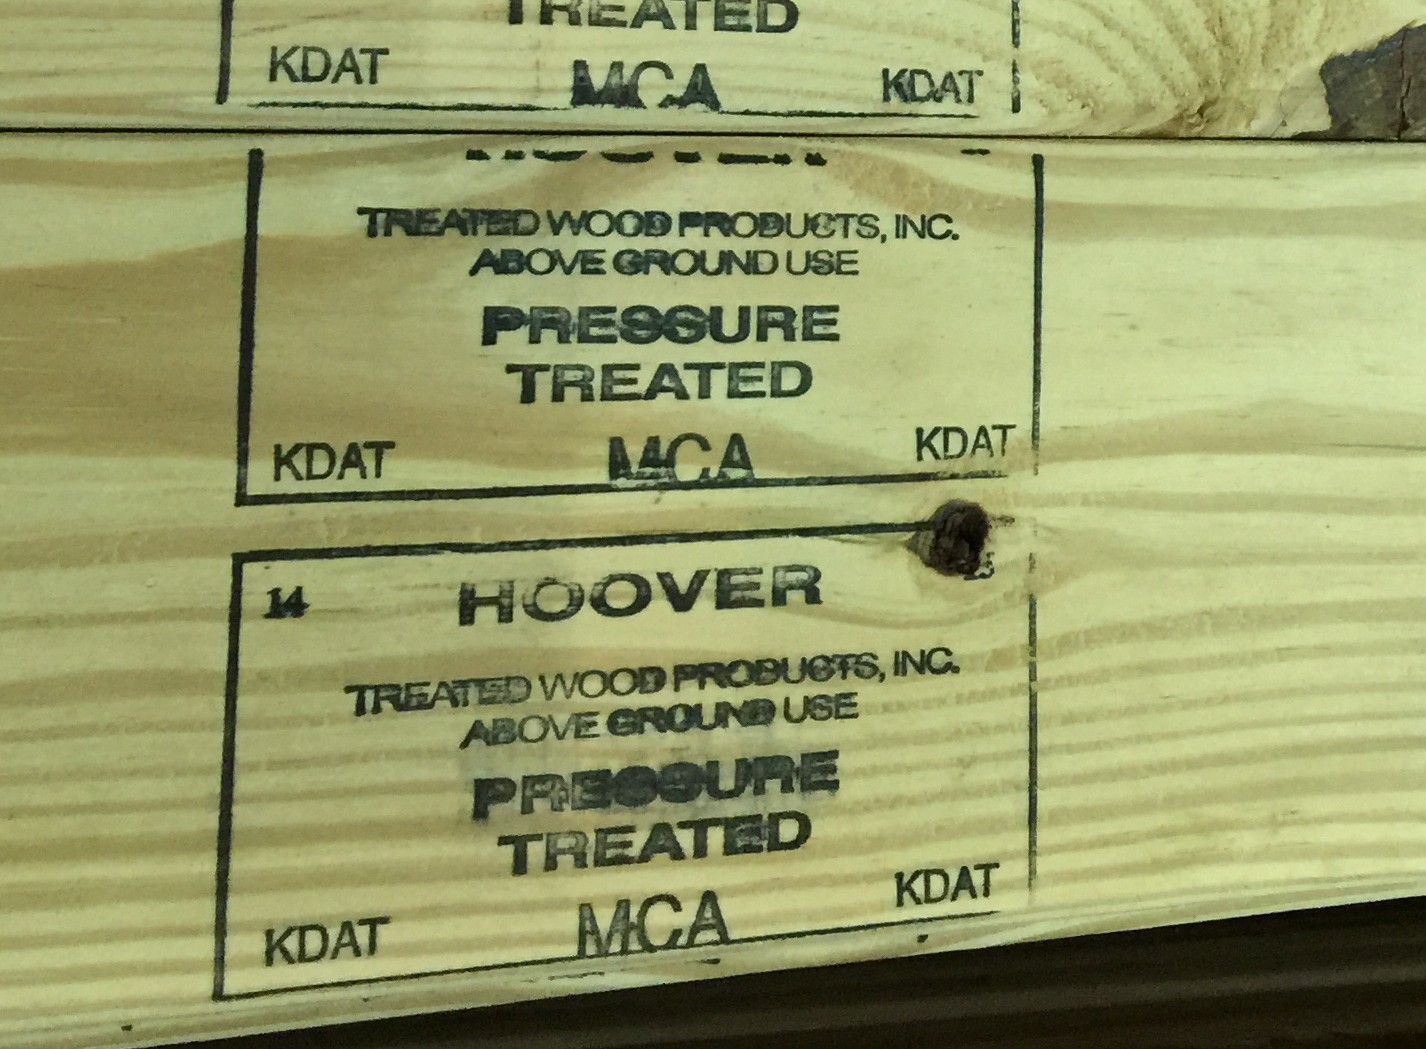 TREATED
KDAT MCA KDAT
HOOVER
TREATED WOOD PRODUCTS, INC.
ABOVE GROUND USE
PRESSURE
TREATED
KDAT MCA KDAT
14 HOOVER
TREATED WOOD PRODUCTS, INC.
ABOVE GROUND USE
PRESSURE
TREATED
KDAT MCA KDAT